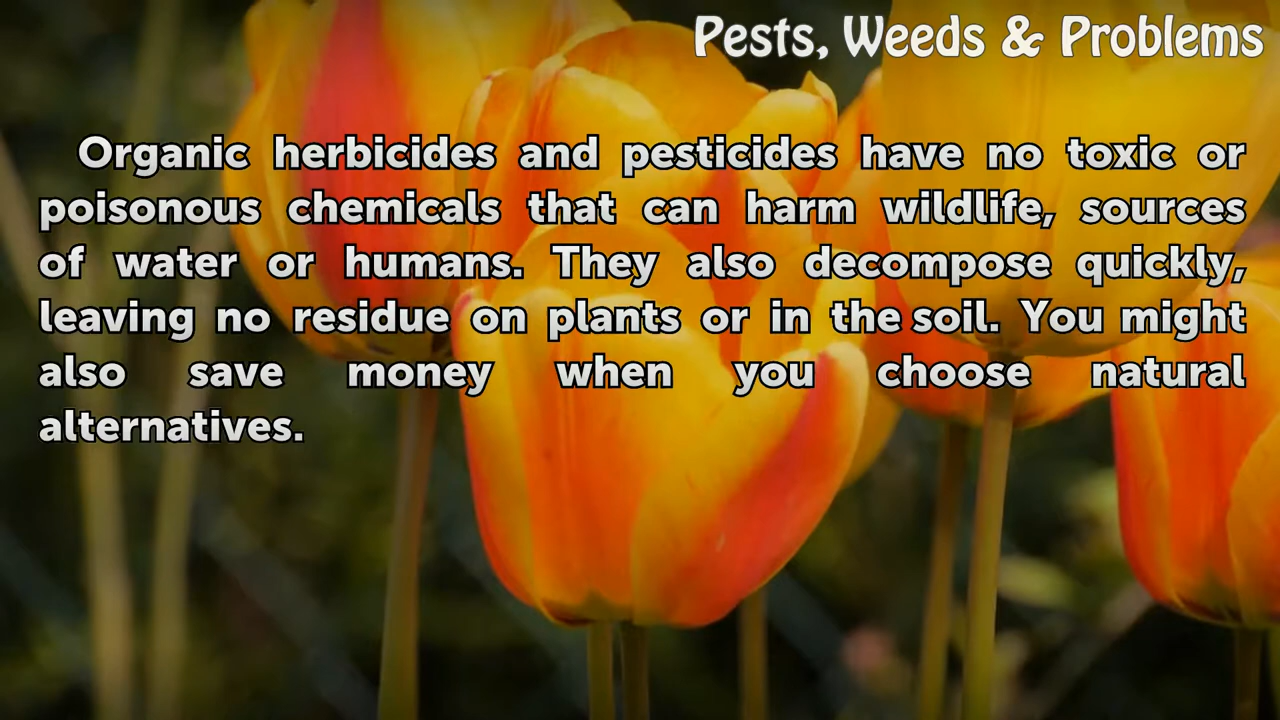 Pests, Weeds & Problems
Organic herbicides and pesticides have no toxic or
poisonous chemicals that can harm wildlife, sources
of water or humans. They also decompose quickly,
leaving no residue on plants or in the soil. You might
also save money when you choose natural
alternatives.